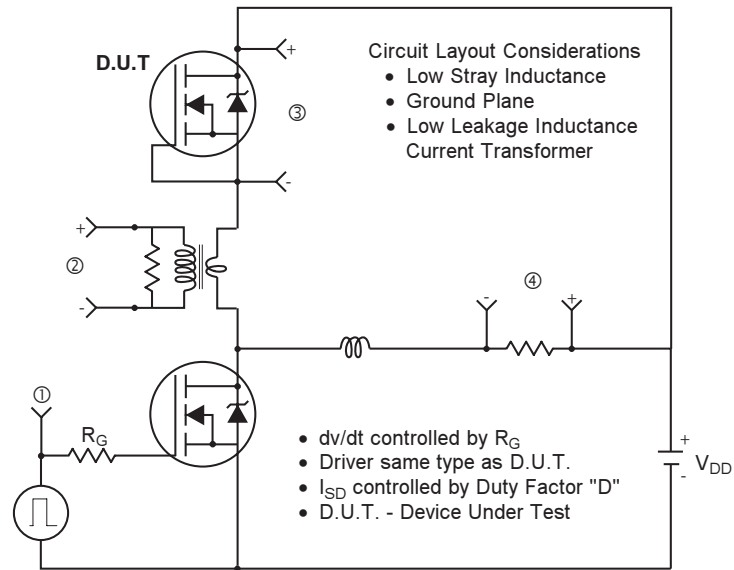 D.U.T
+
Circuit Layout Considerations
• Low Stray Inductance
• Ground Plane
• Low Leakage Inductance
Current Transformer
③
-
+
②
-
④
-
+
①
RG
• dv/dt controlled by RG
• Driver same type as D.U.T.
• ISD controlled by Duty Factor "D"
• D.U.T. - Device Under Test
+
VDD
-